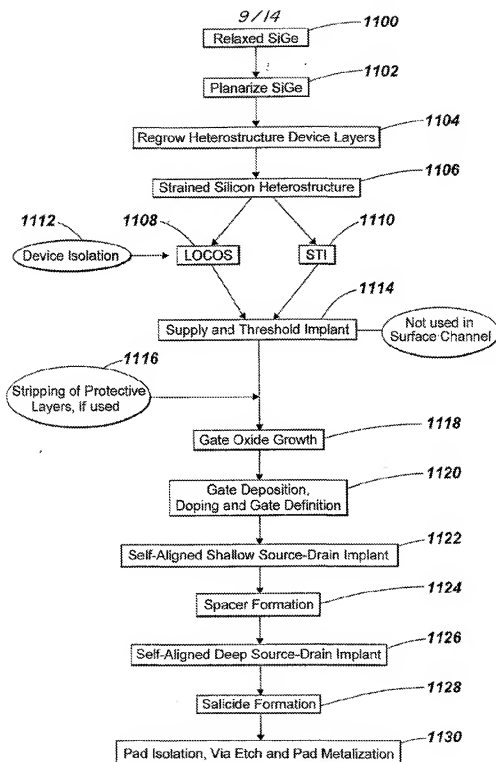 9/14
1100
Relaxed SiGe
1102
Planarize SiGe
1104
Regrow Heterostructure Device Layers
1106
Strained Silicon Heterostructure
1112
1108
1110
Device Isolation
LOCOS
STI
1114
Supply and Threshold Implant
Not used in
Surface Channel
1116
Stripping of Protective
Layers, if used
1118
Gate Oxide Growth
1120
Gate Deposition,
Doping and Gate Definition
1122
Self-Aligned Shallow Source-Drain Implant
1124
Spacer Formation
1126
Self-Aligned Deep Source-Drain Implant
1128
Salicide Formation
1130
Pad Isolation, Via Etch and Pad Metalization